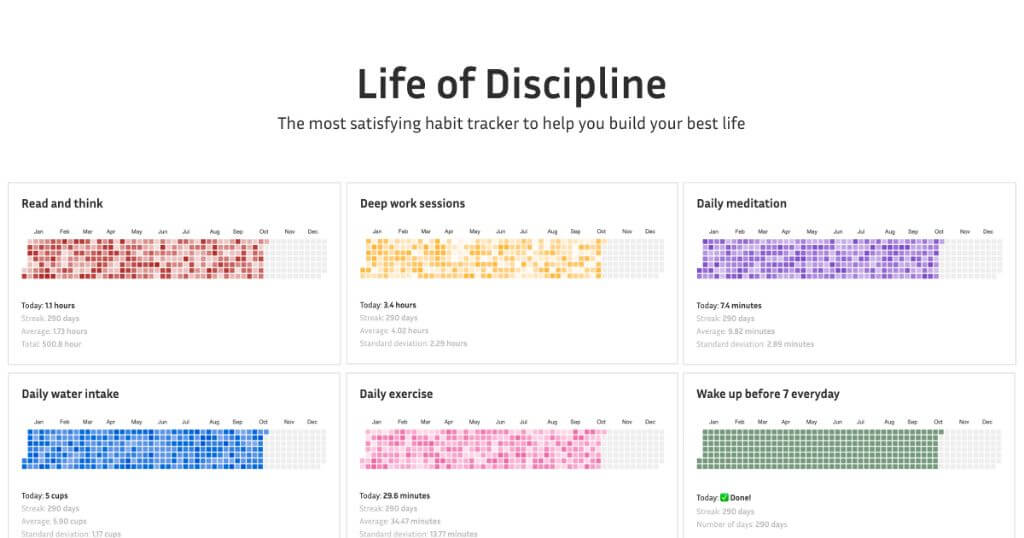 Life of Discipline
The most satisfying habit tracker to help you build your best life
Read and think
Jan Feb Mar Apr May Jun Jul Aug Sep Oct Nov Dec
Today: 1.1 hours
Streak: 290 days
Average: 1.73 hours
Total: 500.8 hour
Deep work sessions
Jan Feb Mar Apr May Jun Jul Aug Sep Oct Nov Dec
Today: 3.4 hours
Streak: 290 days
Average: 4.02 hours
Standard deviation: 2.29 hours
Daily meditation
Jan Feb Mar Apr May Jun Jul Aug Sep Oct Nov Dec
Today: 7.4 minutes
Streak: 290 days
Average: 9.82 minutes
Standard deviation: 2.89 minutes
Daily water intake
Jan Feb Mar Apr May Jun Jul Aug Sep Oct Nov Dec
Today: 5 cups
Streak: 290 days
Average: 5.90 cups
Standard deviation: 1.17 cups
Daily exercise
Jan Feb Mar Apr May Jun Jul Aug Sep Oct Nov Dec
Today: 29.6 minutes
Streak: 290 days
Average: 34.47 minutes
Standard deviation: 13.77 minutes
Wake up before 7 everyday
Jan Feb Mar Apr May Jun Jul Aug Sep Oct Nov Dec
Today: ✅ Done!
Streak: 290 days
Number of days: 290 days